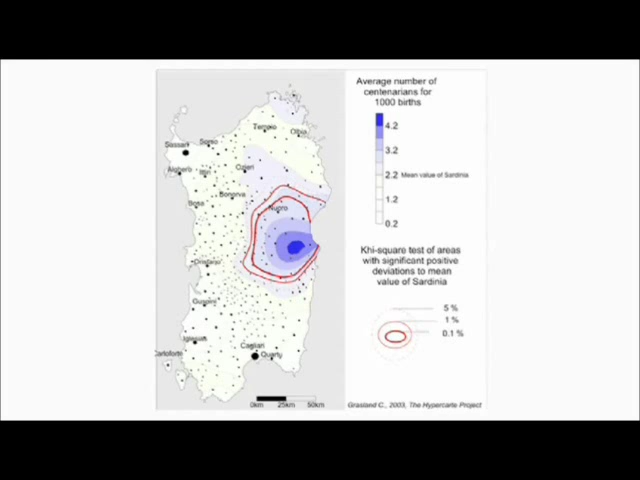 Average number of
centenarians for
1000 births
4.2
3.2
2.2 Mean value of Sardinia
1.2
0.2
Khi-square test of areas
with significant positive
deviations to mean
value of Sardinia
5 %
1 %
0.1 %
Tempio
Olbia
Sassari
Alghero
Ozieri
Bonorva
Bosa
Nuoro
Oristano
Guspini
Iglesias
Carloforte
Cagliari
Quartu
0km 25km 50km
Grasland C., 2003, The Hypercarte Project